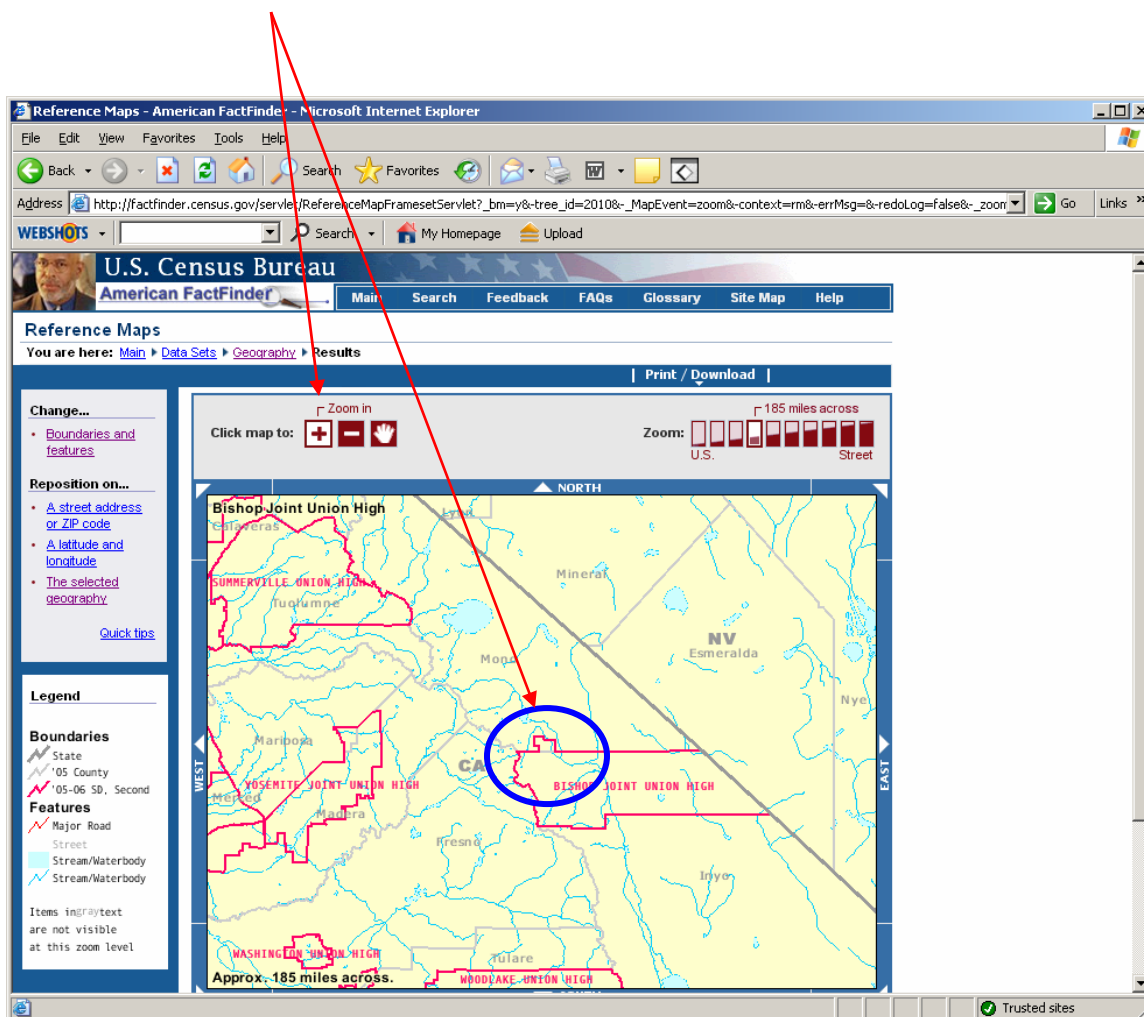 Reference Maps - American FactFinder - Microsoft Internet Explorer
File Edit View Favorites Tools Help
Back Search Favorites
Address http://factfinder.census.gov/servlet/ReferenceMapFramesetServlet?_bm=y&-tree_id=2010&-_MapEvent=zoom&-context=rm&-errMsg=&-redoLog=false&-_zoom Go Links »
WEBSHOTS Search My Homepage Upload
U.S. Census Bureau
American FactFinder Main Search Feedback FAQs Glossary Site Map Help
Reference Maps
You are here: Main Data Sets Geography Results
| Print / Download |
Change...
Boundaries and
features
Reposition on...
A street address
or ZIP code
A latitude and
longitude
The selected
geography
Quick tips
Legend
Boundaries
State
'05 County
'05-06 SD, Second
Features
Major Road
Street
Stream/Waterbody
Stream/Waterbody
Items in gray text
are not visible
at this zoom level
Zoom in
Click map to:
185 miles across
Zoom:
U.S. Street
NORTH
Bishop Joint Union High
Calaveras
Lyon
Mineral
SUMMERVILLE UNION HIGH
Tuolumne
NV
Esmeralda
Mono
Nye
Mariposa
WEST
EAST
CA
YOSEMITE JOINT UNION HIGH
BISHOP JOINT UNION HIGH
Merced
Madera
Fresno
Inyo
WASHINGTON UNION HIGH
Tulare
Approx. 185 miles across.
WOODLAKE UNION HIGH
Trusted sites